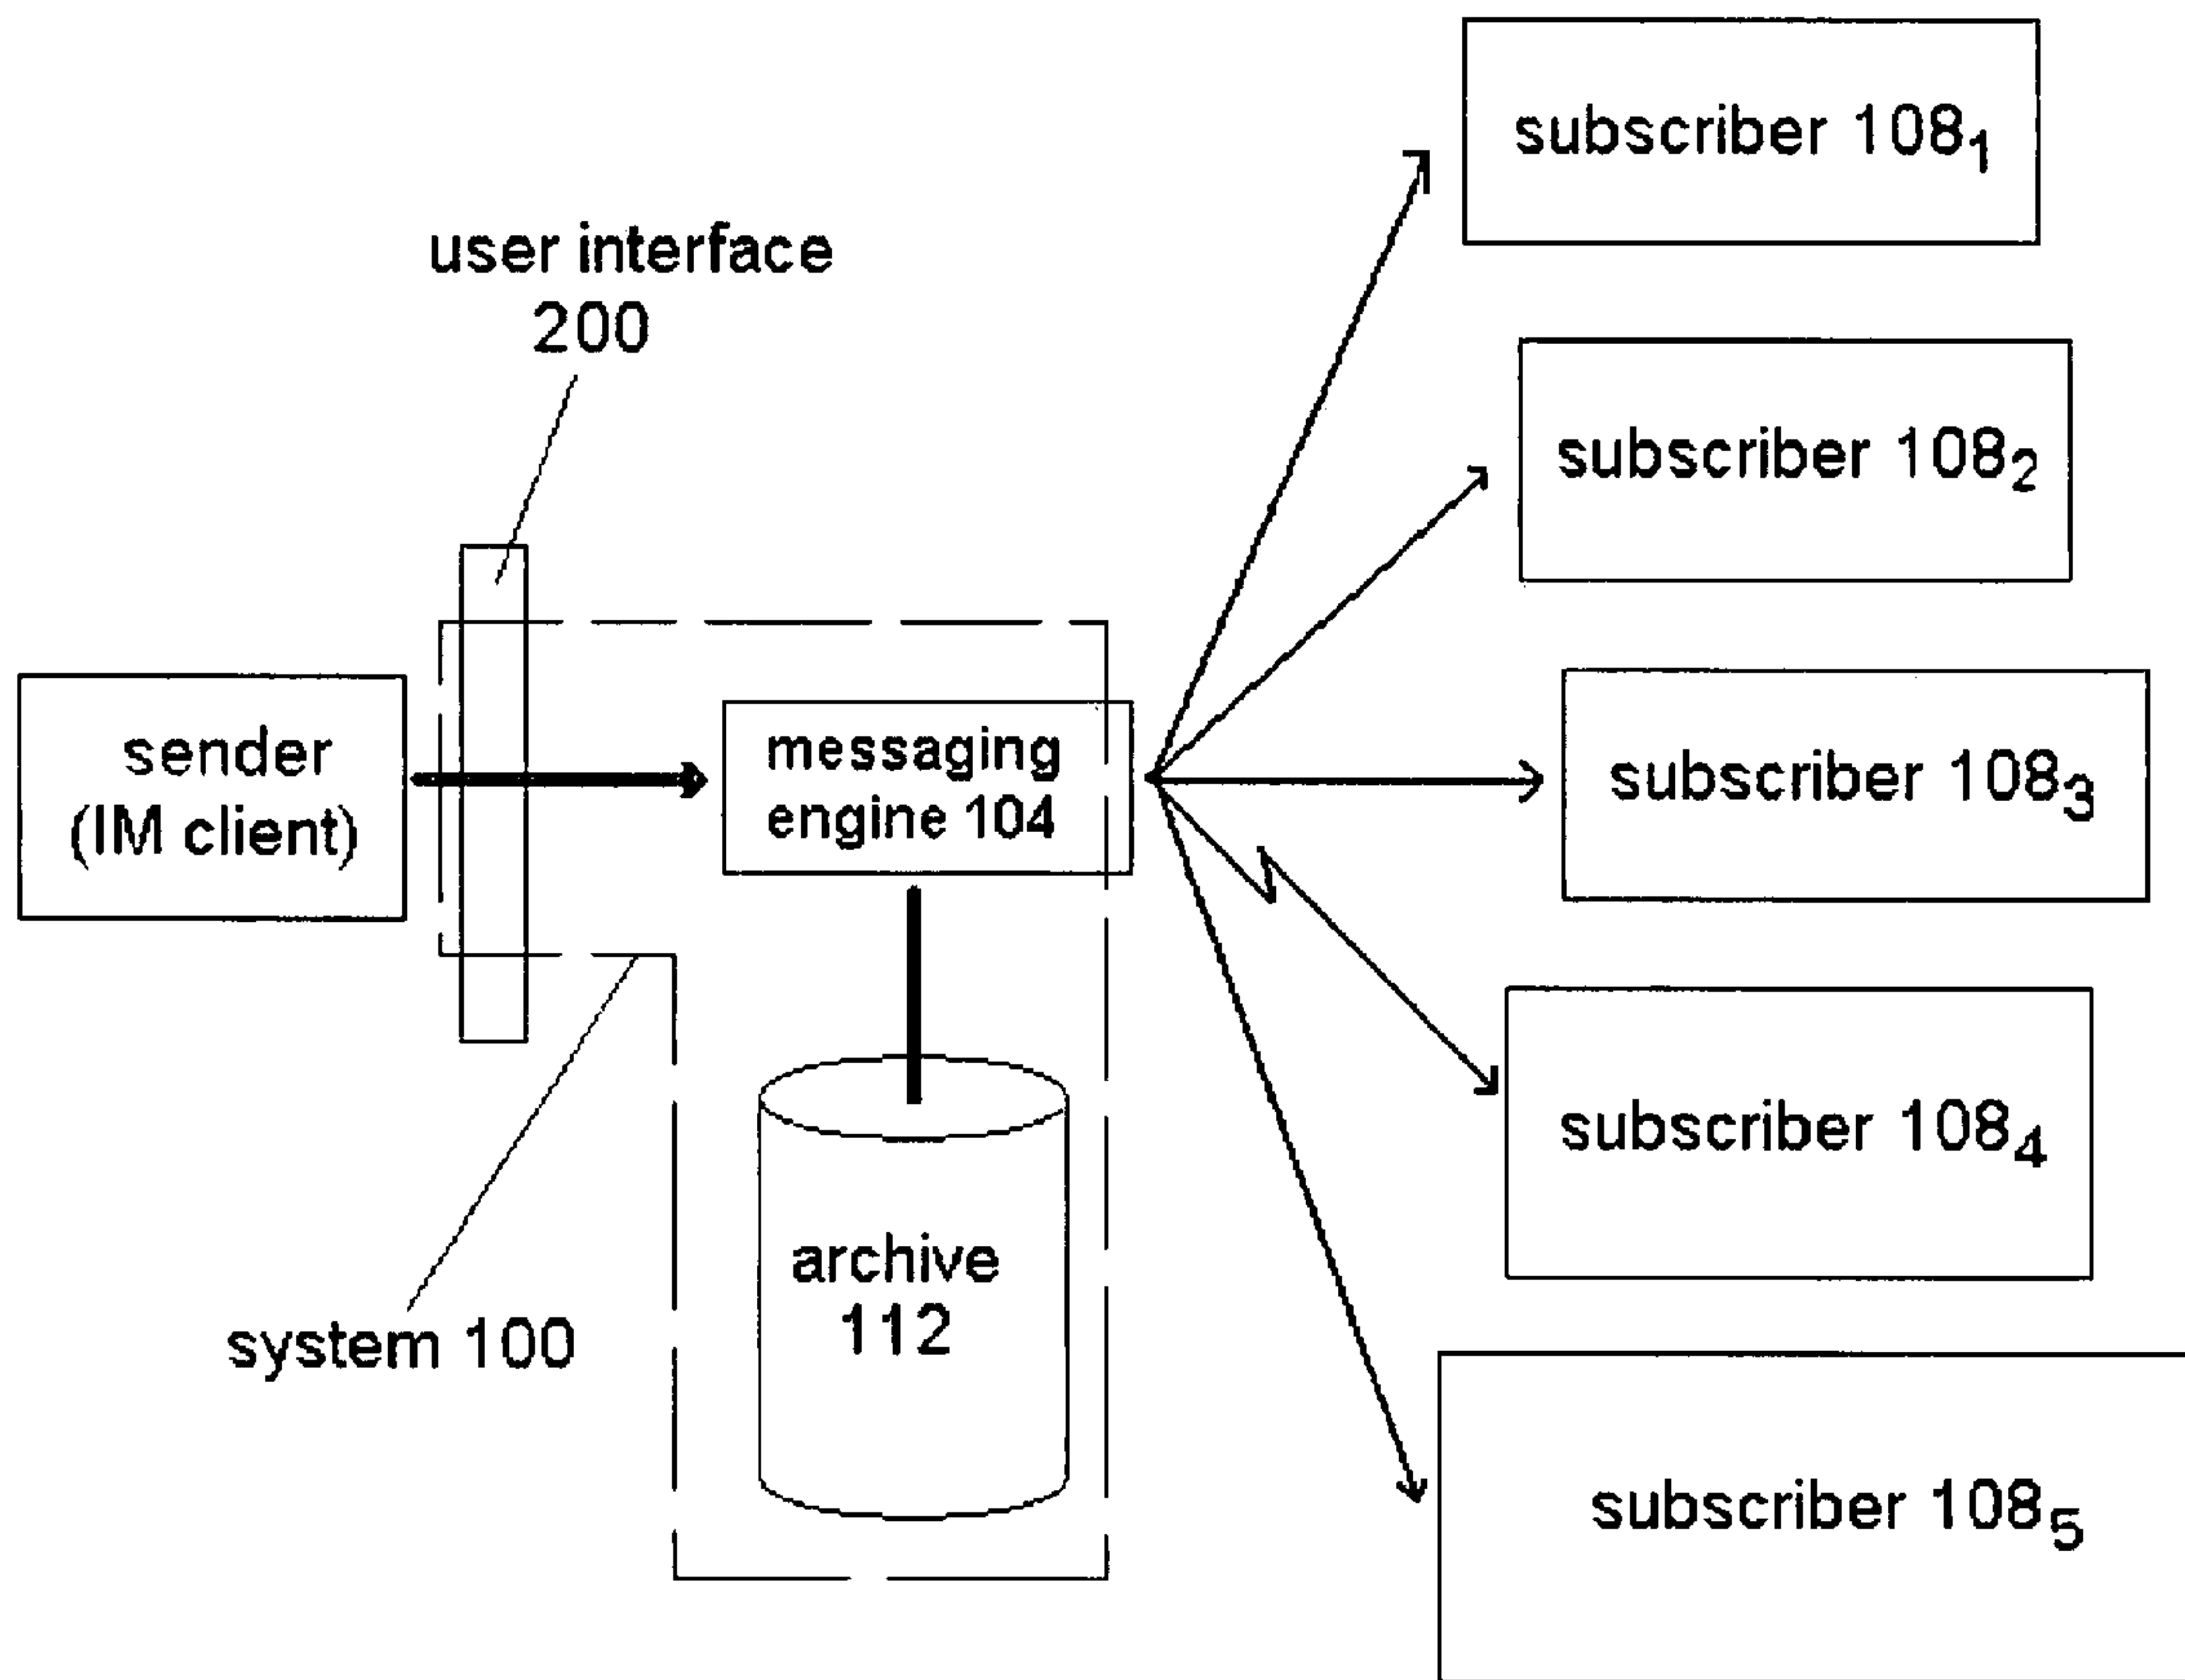 subscriber 108₁
user interface
200
subscriber 108₂
sender
(IM client)
messaging
engine 104
subscriber 108₃
subscriber 108₄
archive
112
system 100
subscriber 108₅